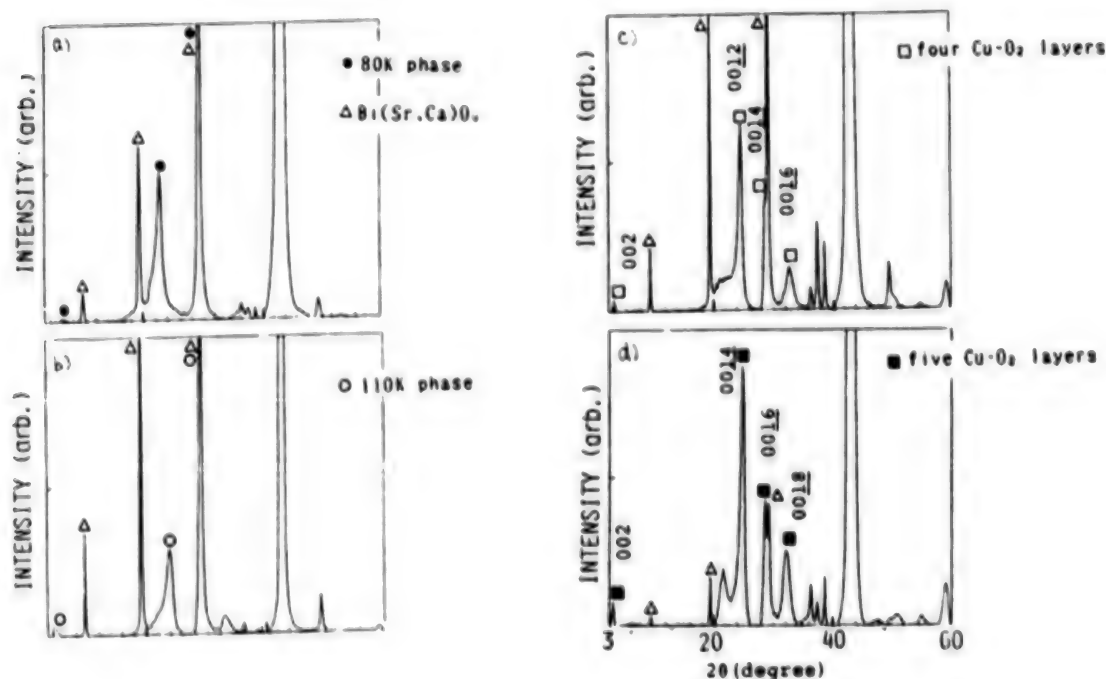 a)
● 80K phase
△ Bi(Sr.Ca)Oₓ
INTENSITY (arb.)
b)
○ 110K phase
INTENSITY (arb.)
c)
□ four Cu-O₂ layers
002
0012
0014
0016
INTENSITY (arb.)
d)
■ five Cu-O₂ layers
002
0014
0016
0018
INTENSITY (arb.)
3 20 40 60
2θ(degree)